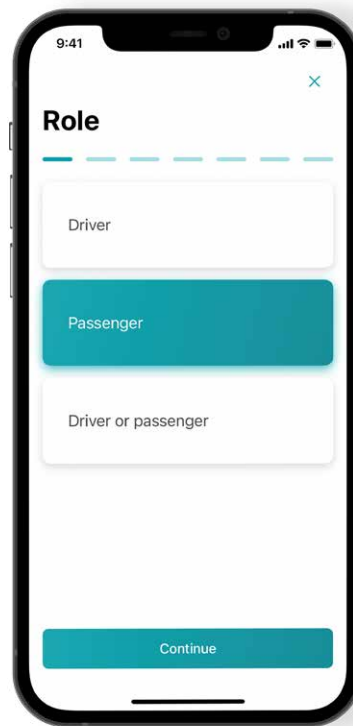 9:41
Role
Driver
Passenger
Driver or passenger
Continue